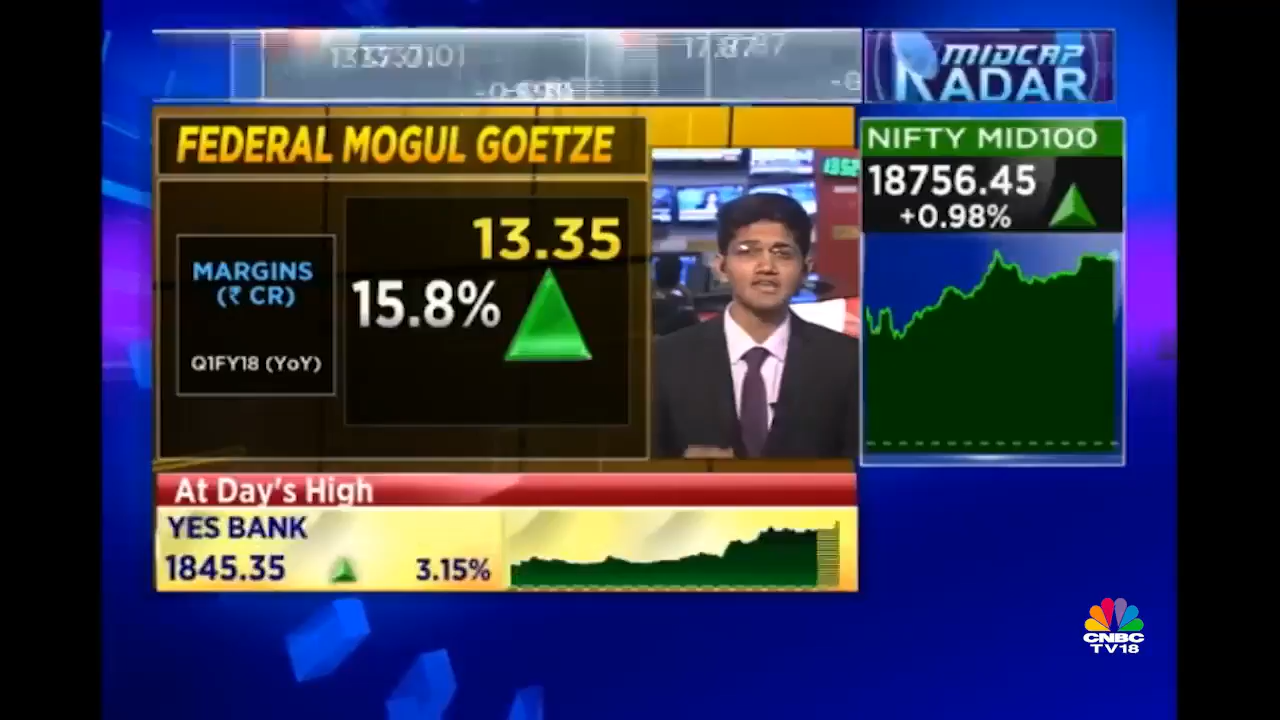 MIDCAP
RADAR
FEDERAL MOGUL GOETZE
MARGINS
(₹ CR)
Q1FY18 (YoY)
13.35
15.8%
NIFTY MID100
18756.45
+0.98%
At Day's High
YES BANK
1845.35
3.15%
CNBC
TV18